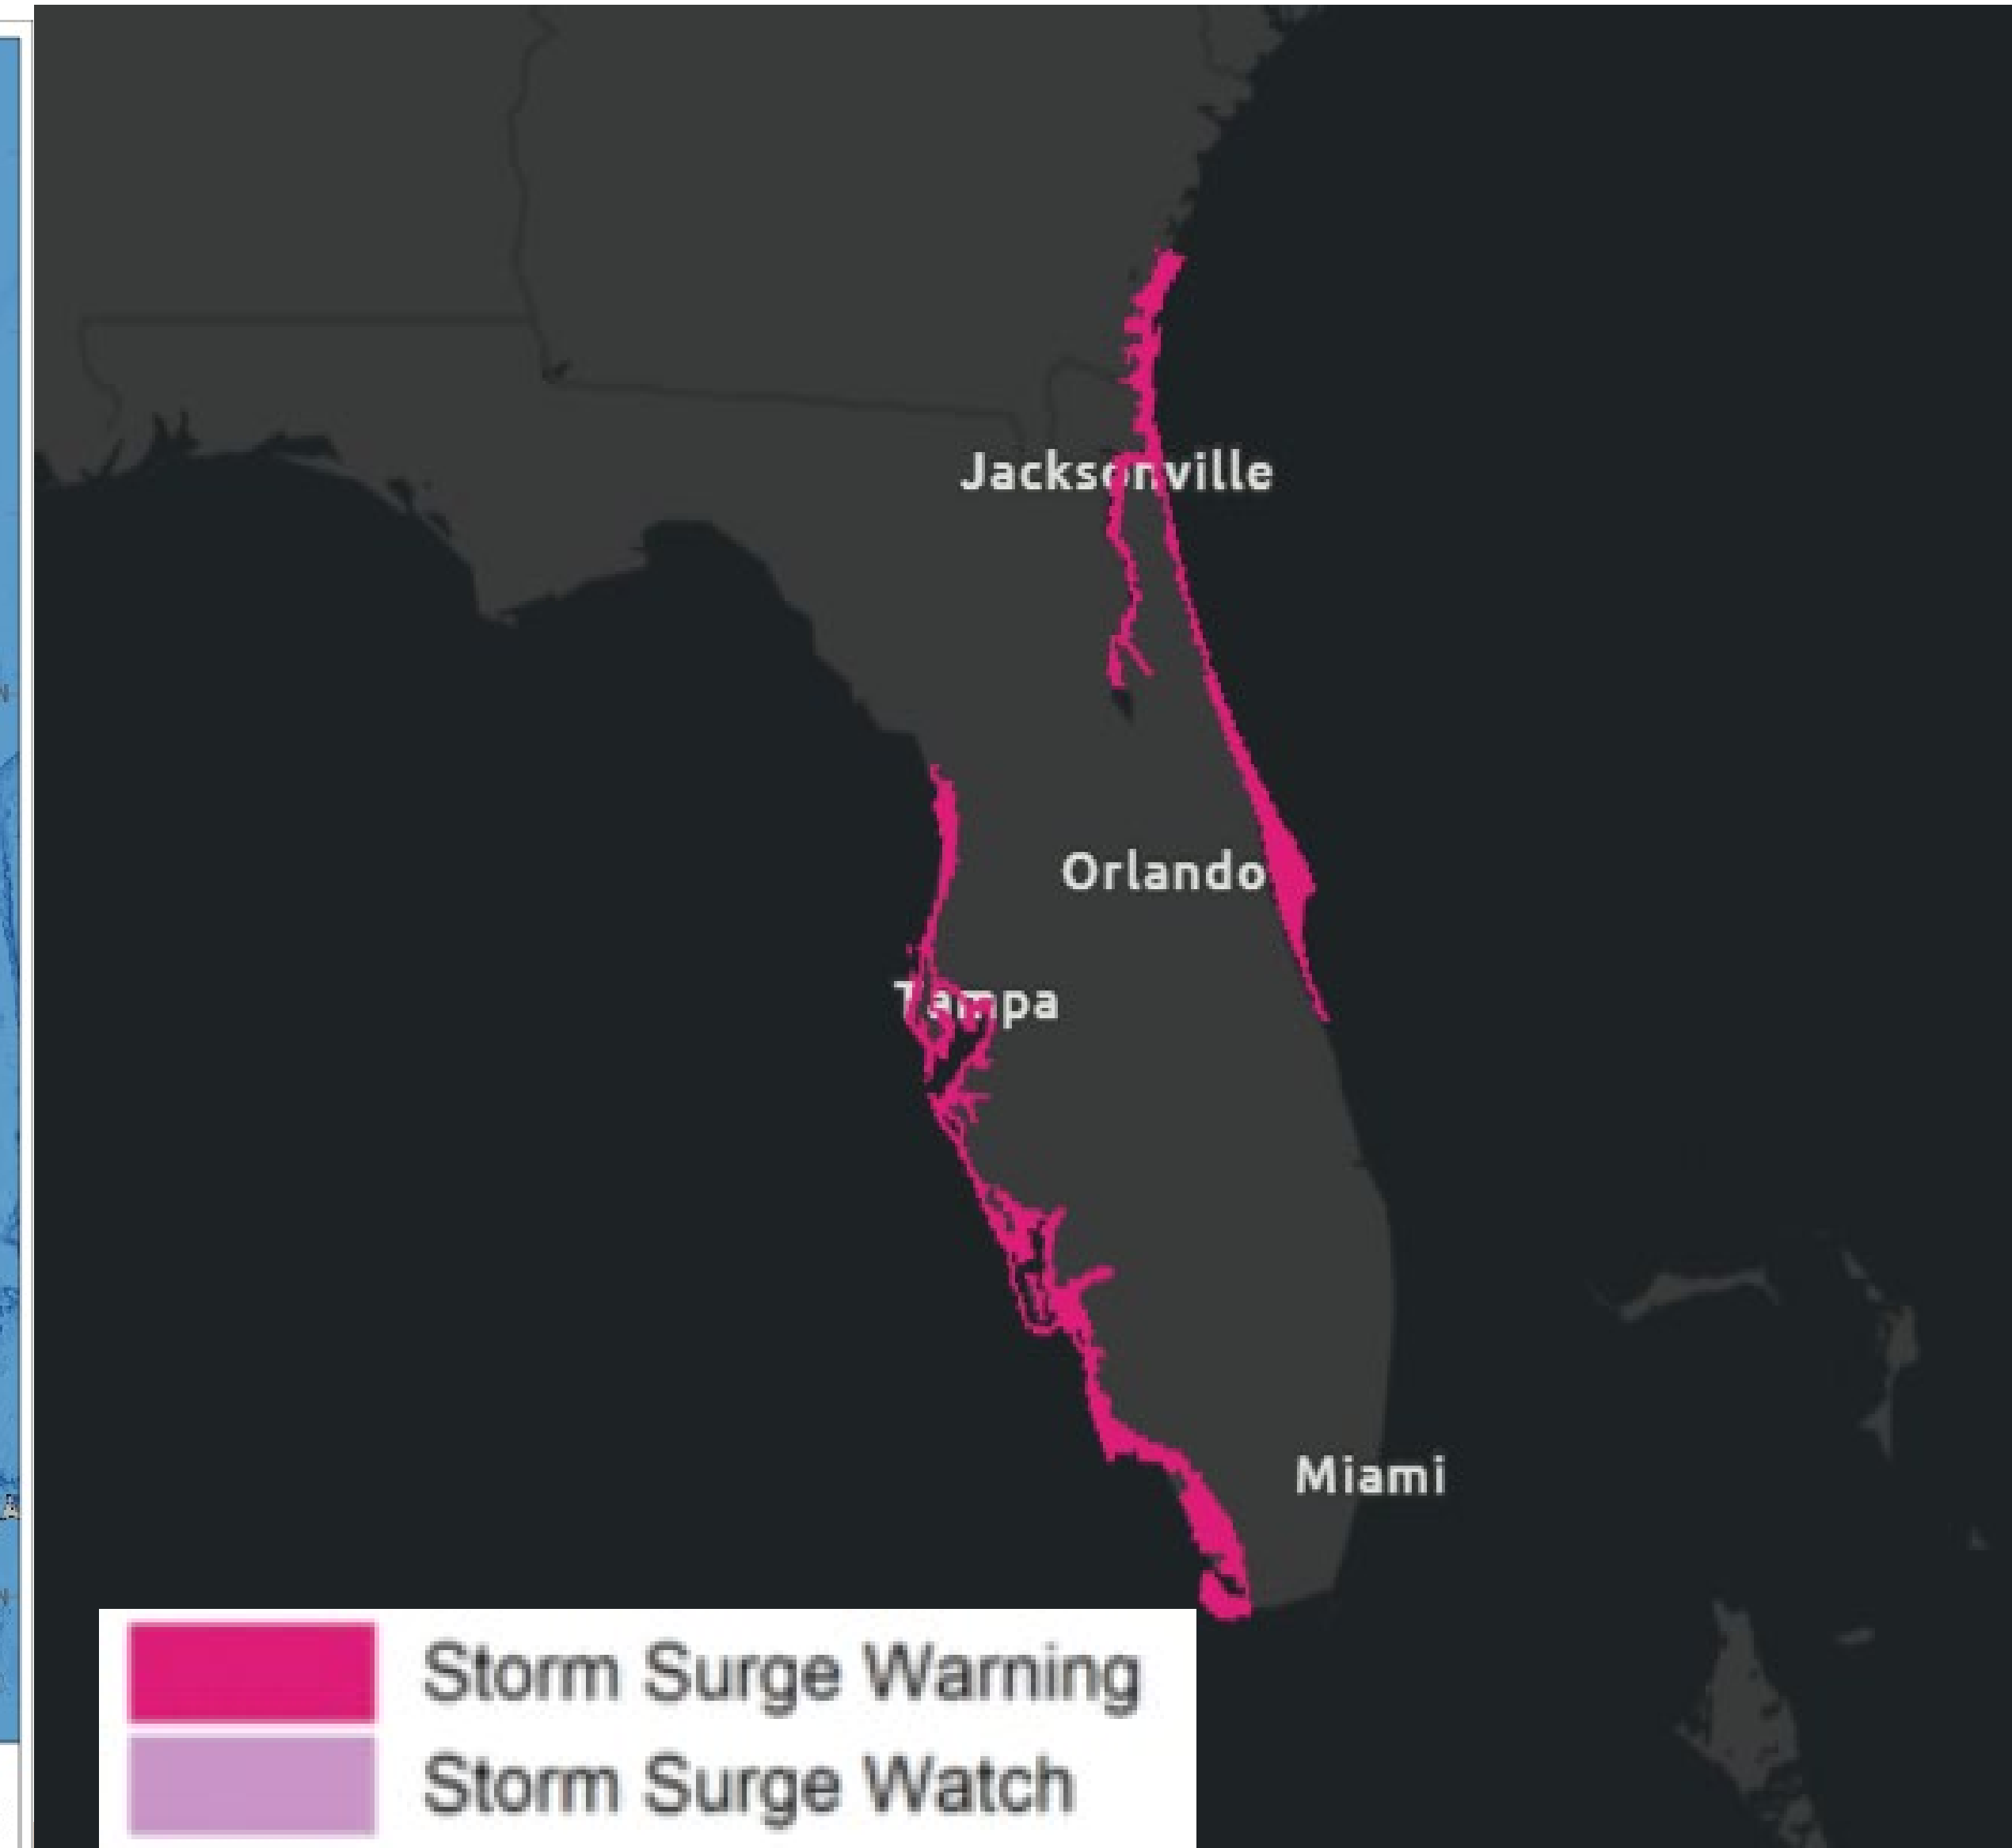 Jacksonville
Orlando
Tampa
Miami
Storm Surge Warning
Storm Surge Watch